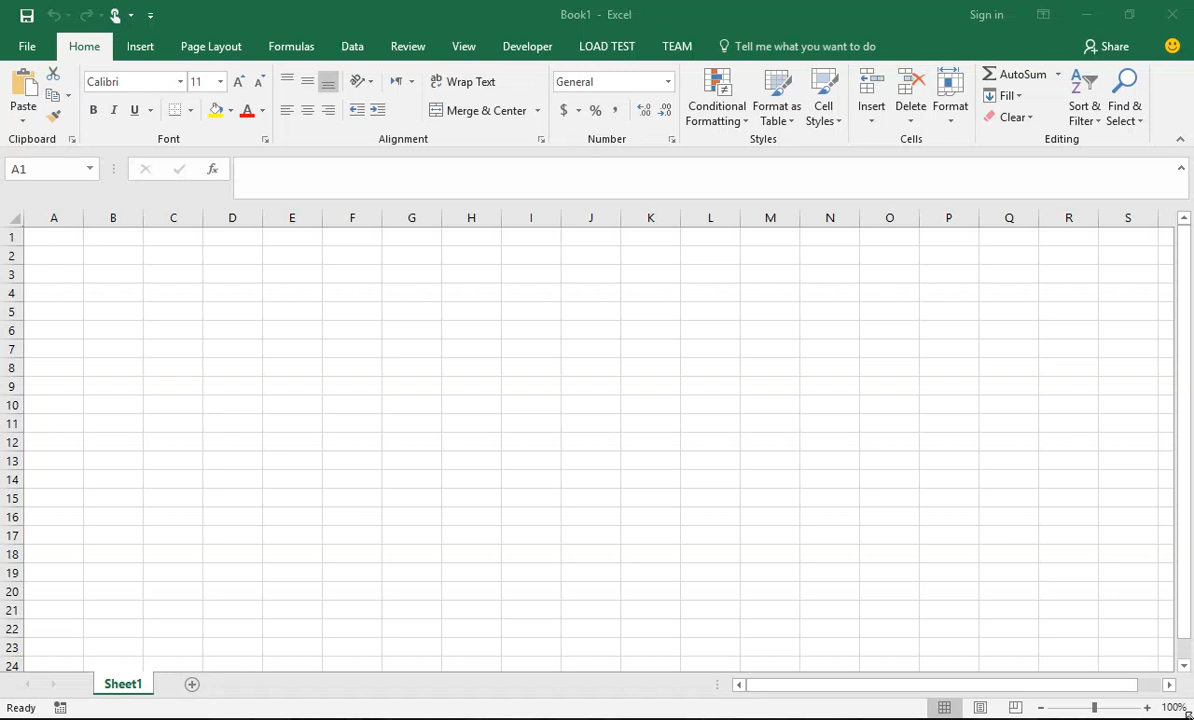 Book1 - Excel
Sign in
File Home Insert Page Layout Formulas Data Review View Developer LOAD TEST TEAM Tell me what you want to do Share
Paste
Calibri 11
B I U A
Wrap Text
Merge & Center
General
$ % ,
Conditional Formatting
Format as Table
Cell Styles
Insert
Delete
Format
AutoSum
Fill
Clear
Sort & Filter
Find & Select
Clipboard Font Alignment Number Styles Cells Editing
A1 fx
A B C D E F G H I J K L M N O P Q R S
1
2
3
4
5
6
7
8
9
10
11
12
13
14
15
16
17
18
19
20
21
22
23
24
Sheet1
Ready 100%